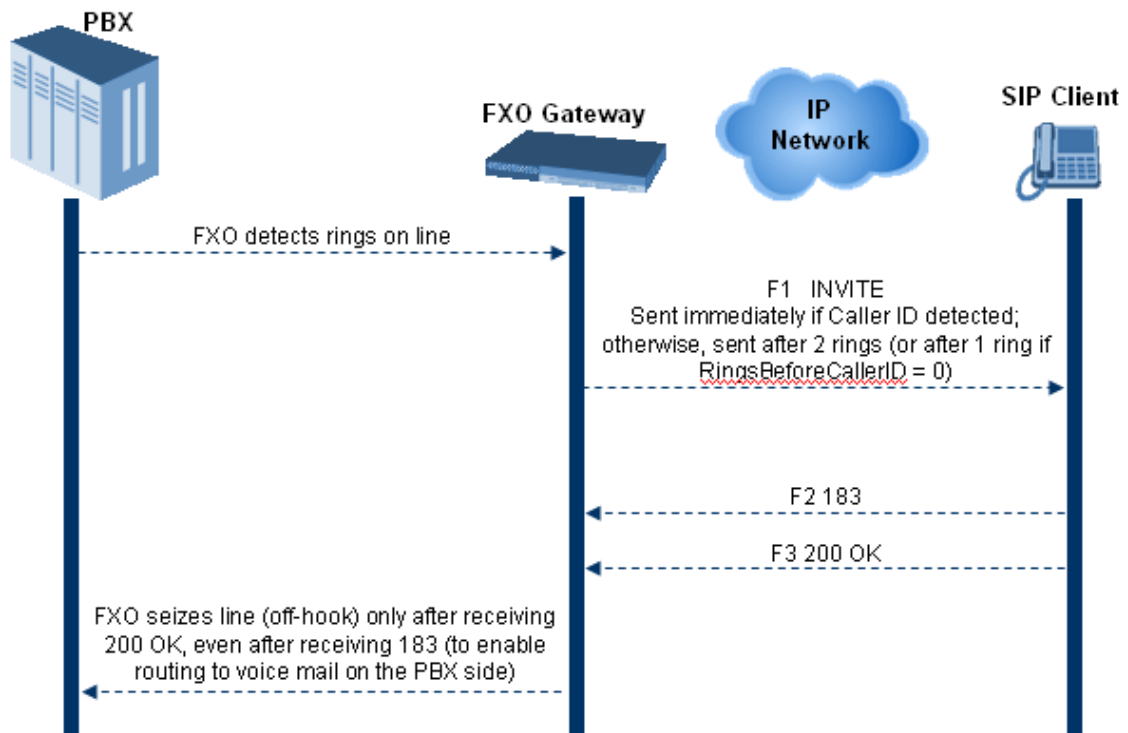 PBX
FXO Gateway
IP
Network
SIP Client
FXO detects rings on line
F1 INVITE
Sent immediately if Caller ID detected;
otherwise, sent after 2 rings (or after 1 ring if
RingsBeforeCallerID = 0)
F2 183
F3 200 OK
FXO seizes line (off-hook) only after receiving
200 OK, even after receiving 183 (to enable
routing to voice mail on the PBX side)